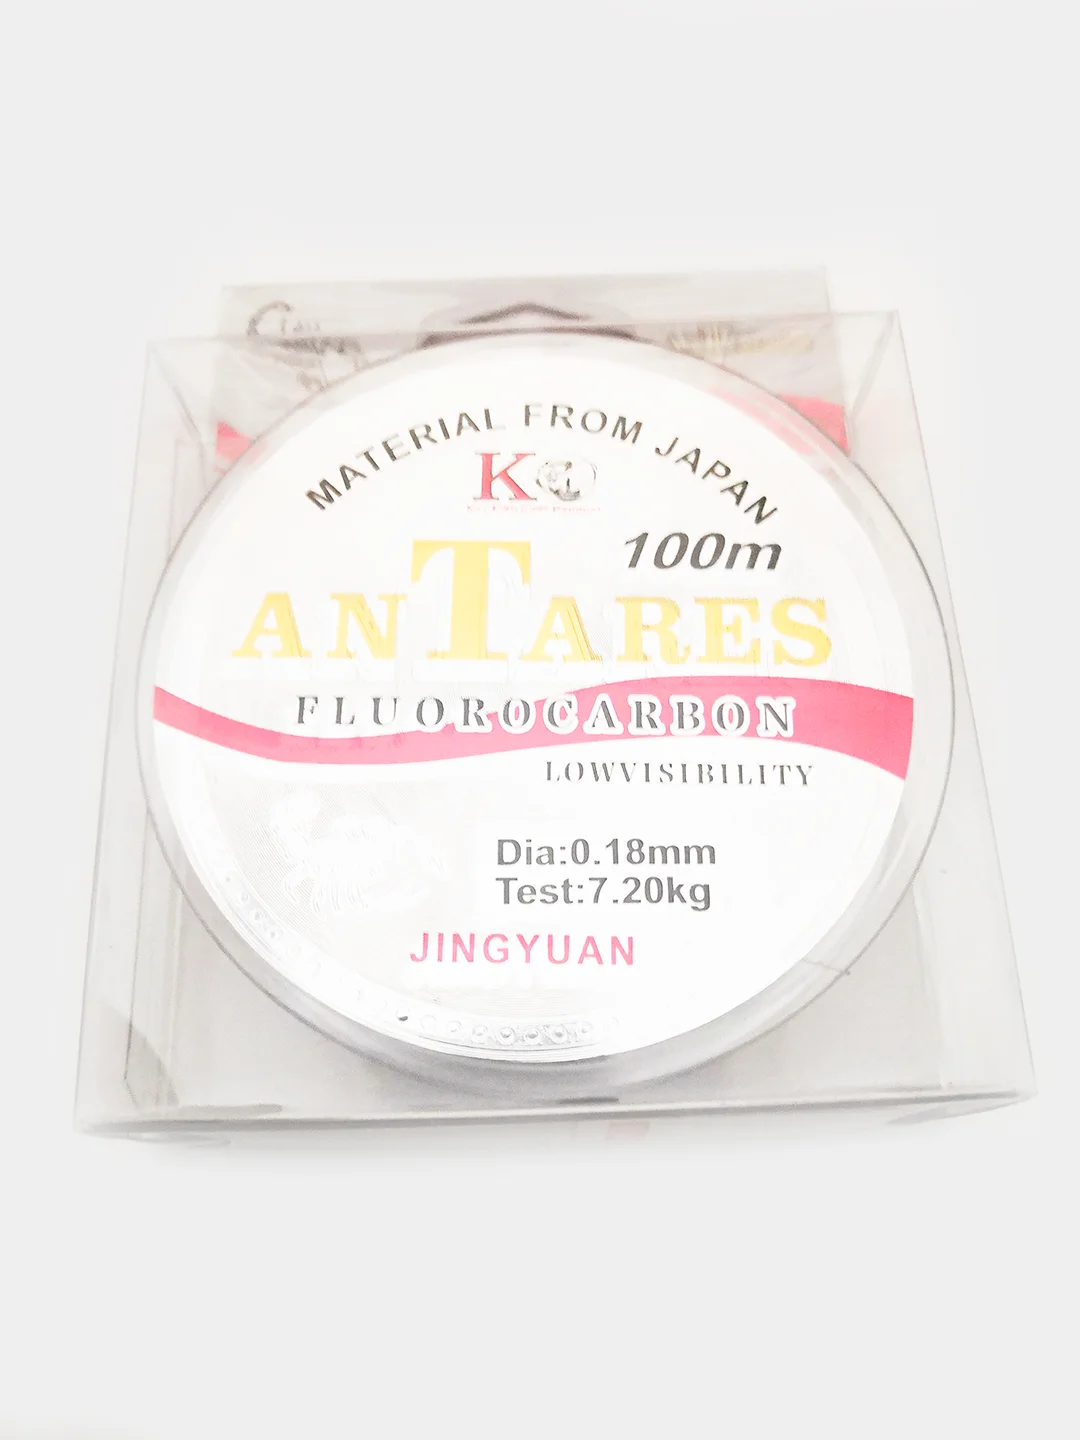 MATERIAL FROM JAPAN
K
100m
ANTARES
FLUOROCARBON
LOWVISIBILITY
Dia:0.18mm
Test:7.20kg
JINGYUAN